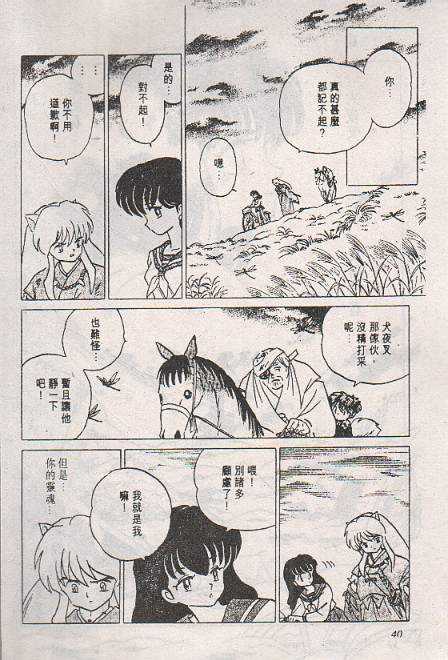 你…
真的甚麼
都記不起？
嗯…
是的…
對不起！
…
…
你不用
道歉啊！
犬夜叉
那傢伙，
沒精打采
呢…
也難怪…
暫且讓他
靜一下
吧！
喂！
別諸多
顧慮了！
我就是我
嘛！
但是…
你的靈魂…
40